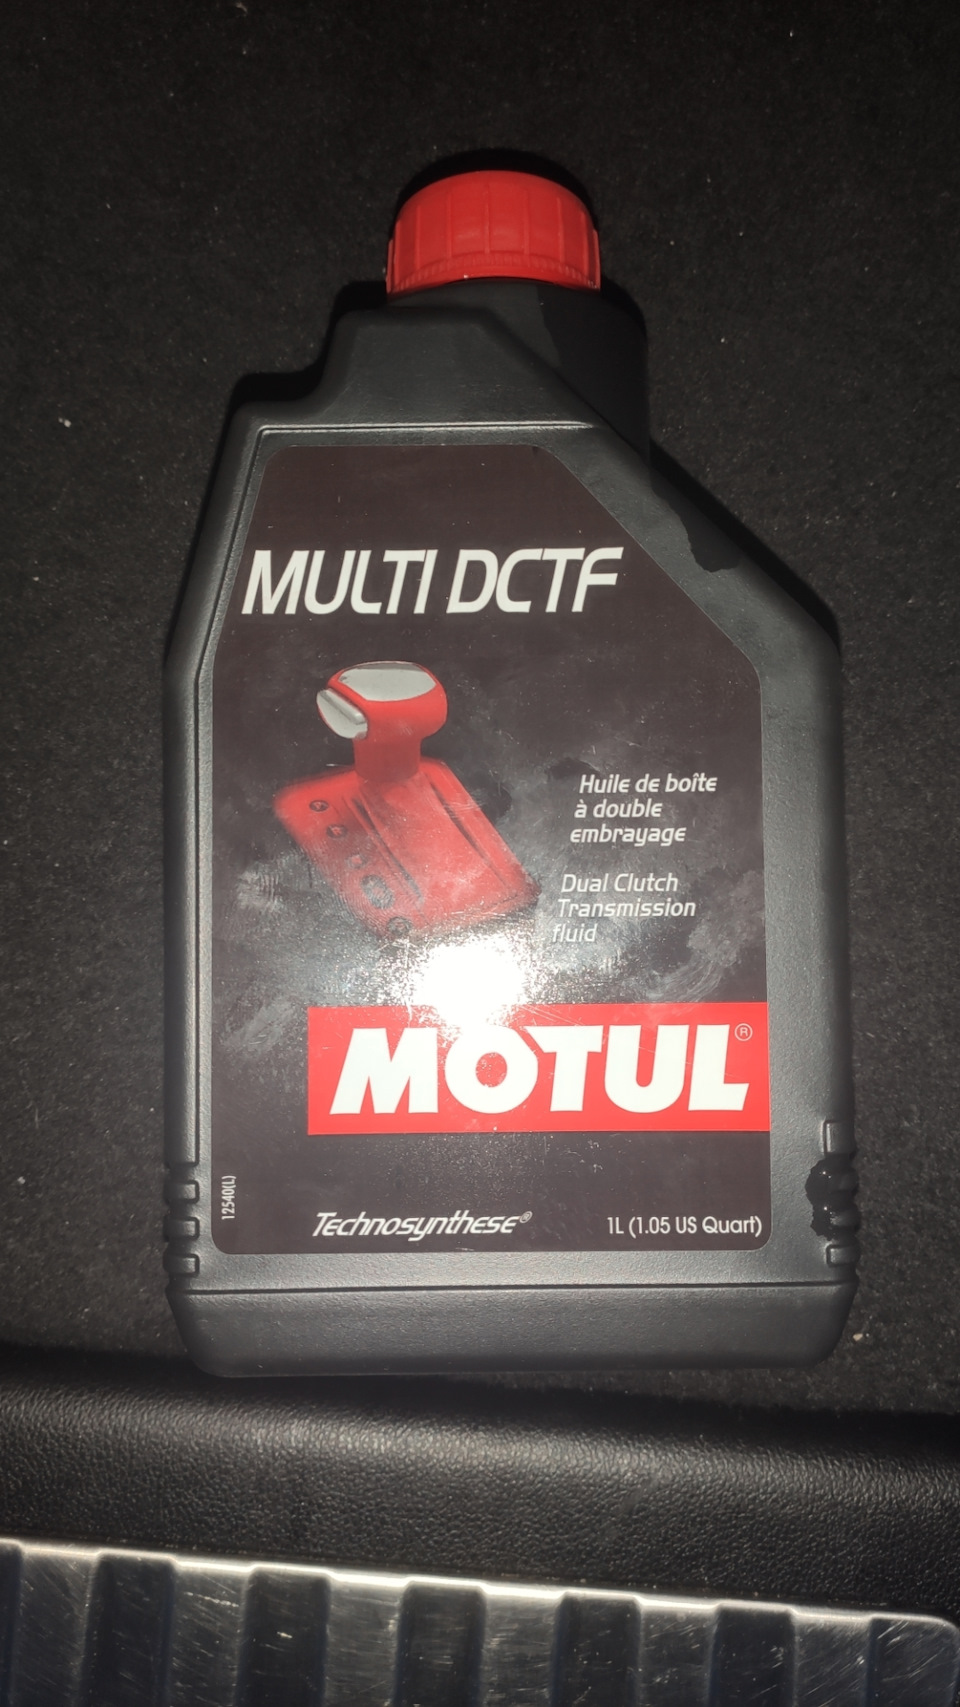 MULTI DCTF
Huile de boîte
à double
embrayage
Dual Clutch
Transmission
fluid
MOTUL®
12540(L)
Technosynthese®
1L (1.05 US Quart)